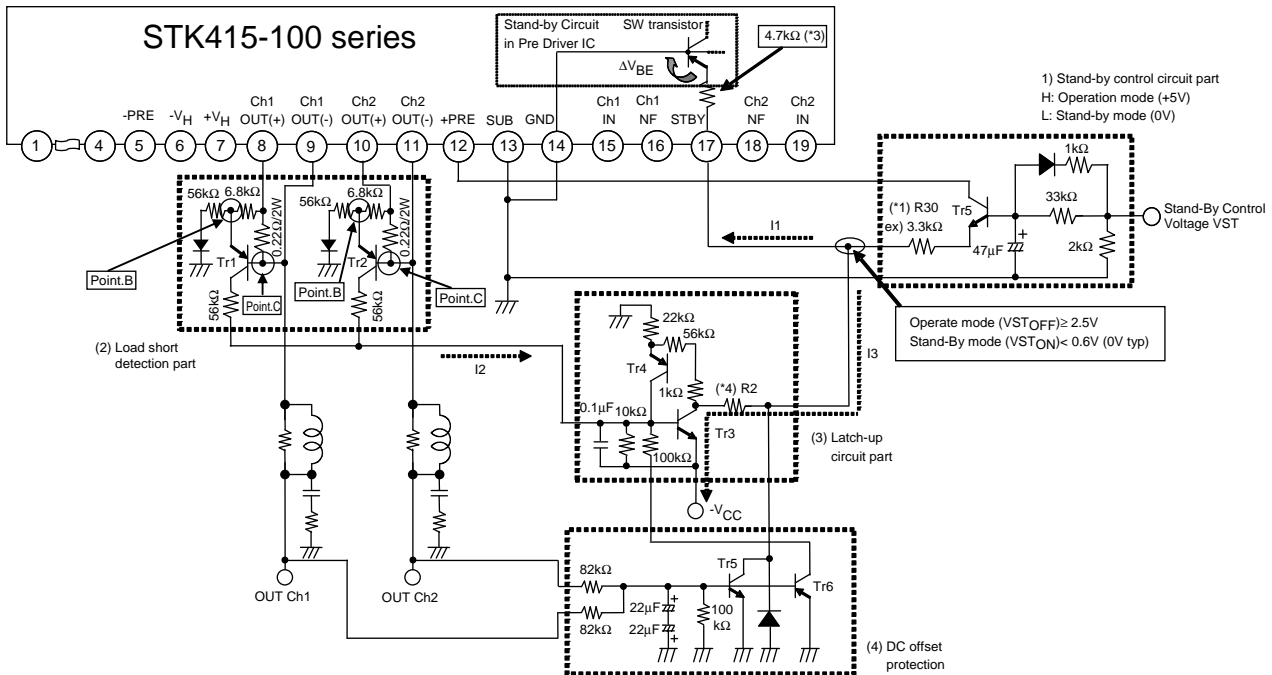 STK415-100 series
Stand-by Circuit
in Pre Driver IC
SW transistor
ΔVBE
4.7kΩ (*3)
1) Stand-by control circuit part
H: Operation mode (+5V)
L: Stand-by mode (0V)
-PRE
-VH
+VH
Ch1
OUT(+)
Ch1
OUT(-)
Ch2
OUT(+)
Ch2
OUT(-)
+PRE
SUB
GND
Ch1
IN
Ch1
NF
STBY
Ch2
NF
Ch2
IN
1
4
5
6
7
8
9
10
11
12
13
14
15
16
17
18
19
56kΩ
6.8kΩ
0.22Ω/2W
Tr1
56kΩ
Point.B
Point.C
56kΩ
6.8kΩ
0.22Ω/2W
Tr2
56kΩ
Point.B
Point.C
(2) Load short
detection part
I2
I1
(*1) R30
ex) 3.3kΩ
Tr5
1kΩ
33kΩ
47μF
+
2kΩ
Stand-By Control
Voltage VST
Operate mode (VSTOFF)≥ 2.5V
Stand-By mode (VSTON)< 0.6V (0V typ)
I3
22kΩ
56kΩ
Tr4
1kΩ
(*4) R2
0.1μF
10kΩ
Tr3
100kΩ
(3) Latch-up
circuit part
-VCC
OUT Ch1
OUT Ch2
82kΩ
82kΩ
22μF
+
22μF
+
100
kΩ
Tr5
Tr6
(4) DC offset
protection